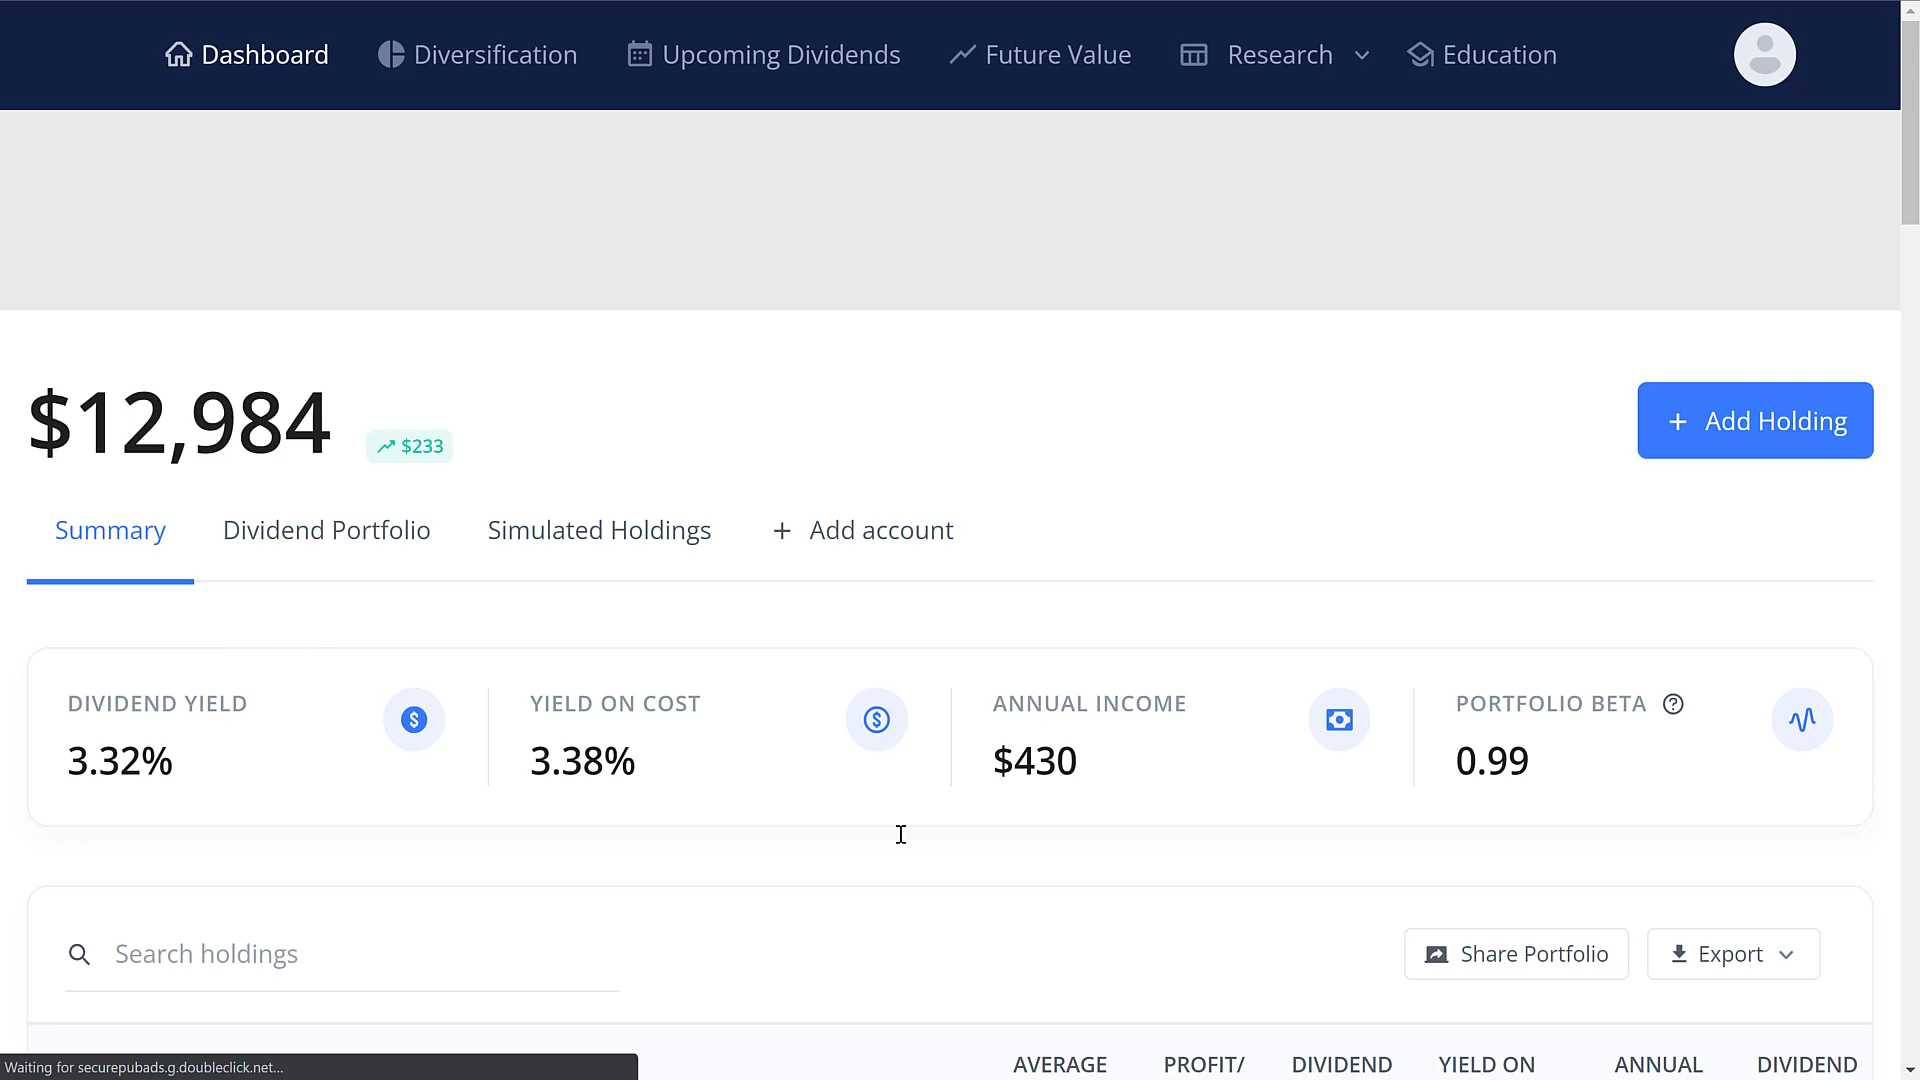 Dashboard Diversification Upcoming Dividends Future Value Research Education
$12,984 $233
+ Add Holding
Summary Dividend Portfolio Simulated Holdings + Add account
DIVIDEND YIELD YIELD ON COST ANNUAL INCOME PORTFOLIO BETA ?
3.32% 3.38% $430 0.99
Search holdings Share Portfolio Export
AVERAGE PROFIT/ DIVIDEND YIELD ON ANNUAL DIVIDEND
Waiting for securepubads.g.doubleclick.net...